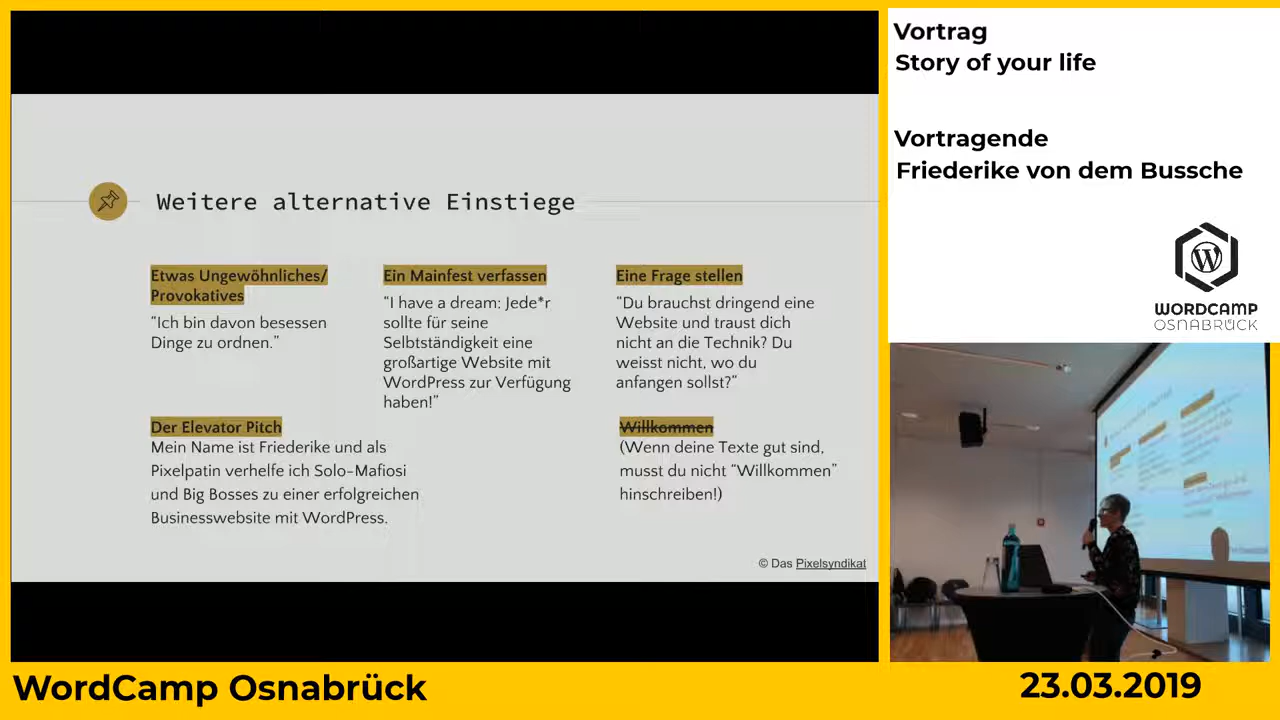 Weitere alternative Einstiege
Etwas Ungewöhnliches/
Provokatives
“Ich bin davon besessen
Dinge zu ordnen.”
Ein Mainfest verfassen
“I have a dream: Jede*r
sollte für seine
Selbtständigkeit eine
großartige Website mit
WordPress zur Verfügung
haben!”
Eine Frage stellen
“Du brauchst dringend eine
Website und traust dich
nicht an die Technik? Du
weisst nicht, wo du
anfangen sollst?”
Der Elevator Pitch
Mein Name ist Friederike und als
Pixelpatin verhelfe ich Solo-Mafiosi
und Big Bosses zu einer erfolgreichen
Businesswebsite mit WordPress.
Willkommen
(Wenn deine Texte gut sind,
musst du nicht “Willkommen”
hinschreiben!)
© Das Pixelsyndikat
Vortrag
Story of your life
Vortragende
Friederike von dem Bussche
WORDCAMP
OSNABRÜCK
WordCamp Osnabrück
23.03.2019